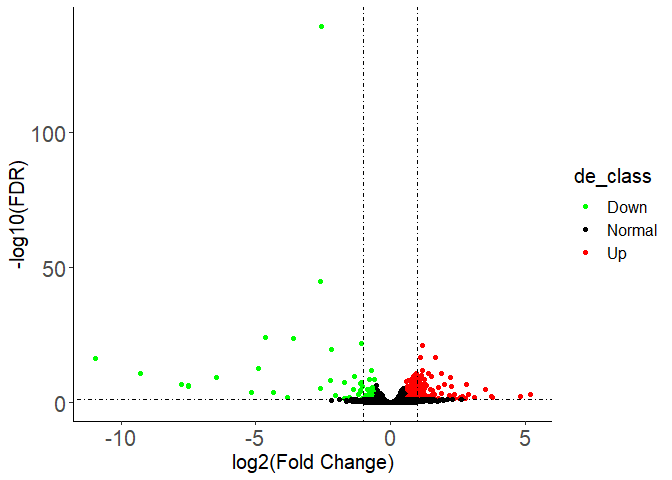 -log10(FDR)
100
50
0
-10
-5
0
5
log2(Fold Change)
de_class
Down
Normal
Up